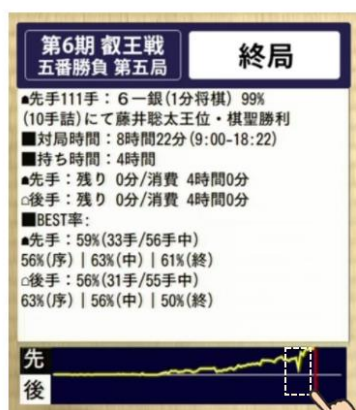 第6期 叡王戦
五番勝負 第五局
終局
☗先手111手：6一銀(1分将棋) 99%
(10手詰)にて藤井聡太王位・棋聖勝利
■対局時間：8時間22分(9:00-18:22)
■持ち時間：4時間
☗先手：残り 0分/消費 4時間0分
☖後手：残り 0分/消費 4時間0分
■BEST率:
☗先手：59%(33手/56手中)
56%(序)|63%(中)|61%(終)
☖後手：56%(31手/55手中)
63%(序)|56%(中)|50%(終)
先
後